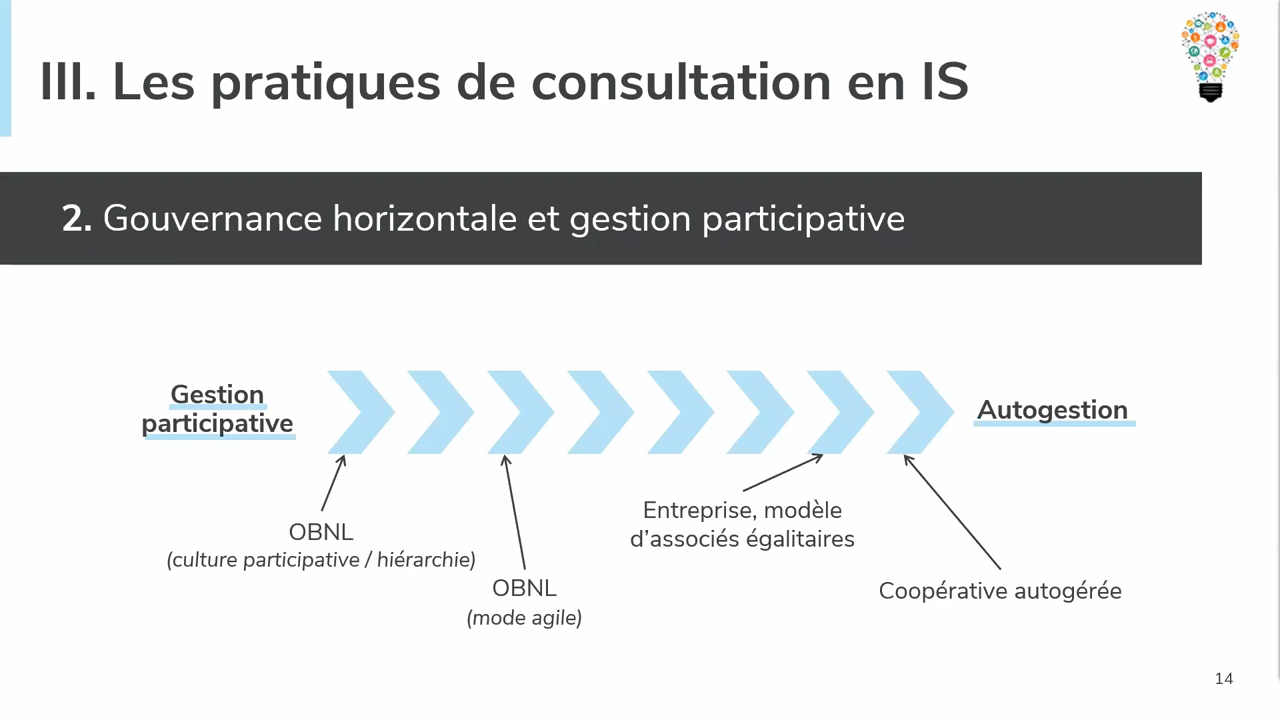 III. Les pratiques de consultation en IS
2. Gouvernance horizontale et gestion participative
Gestion
participative
Autogestion
OBNL
(culture participative / hiérarchie)
OBNL
(mode agile)
Entreprise, modèle
d’associés égalitaires
Coopérative autogérée
14